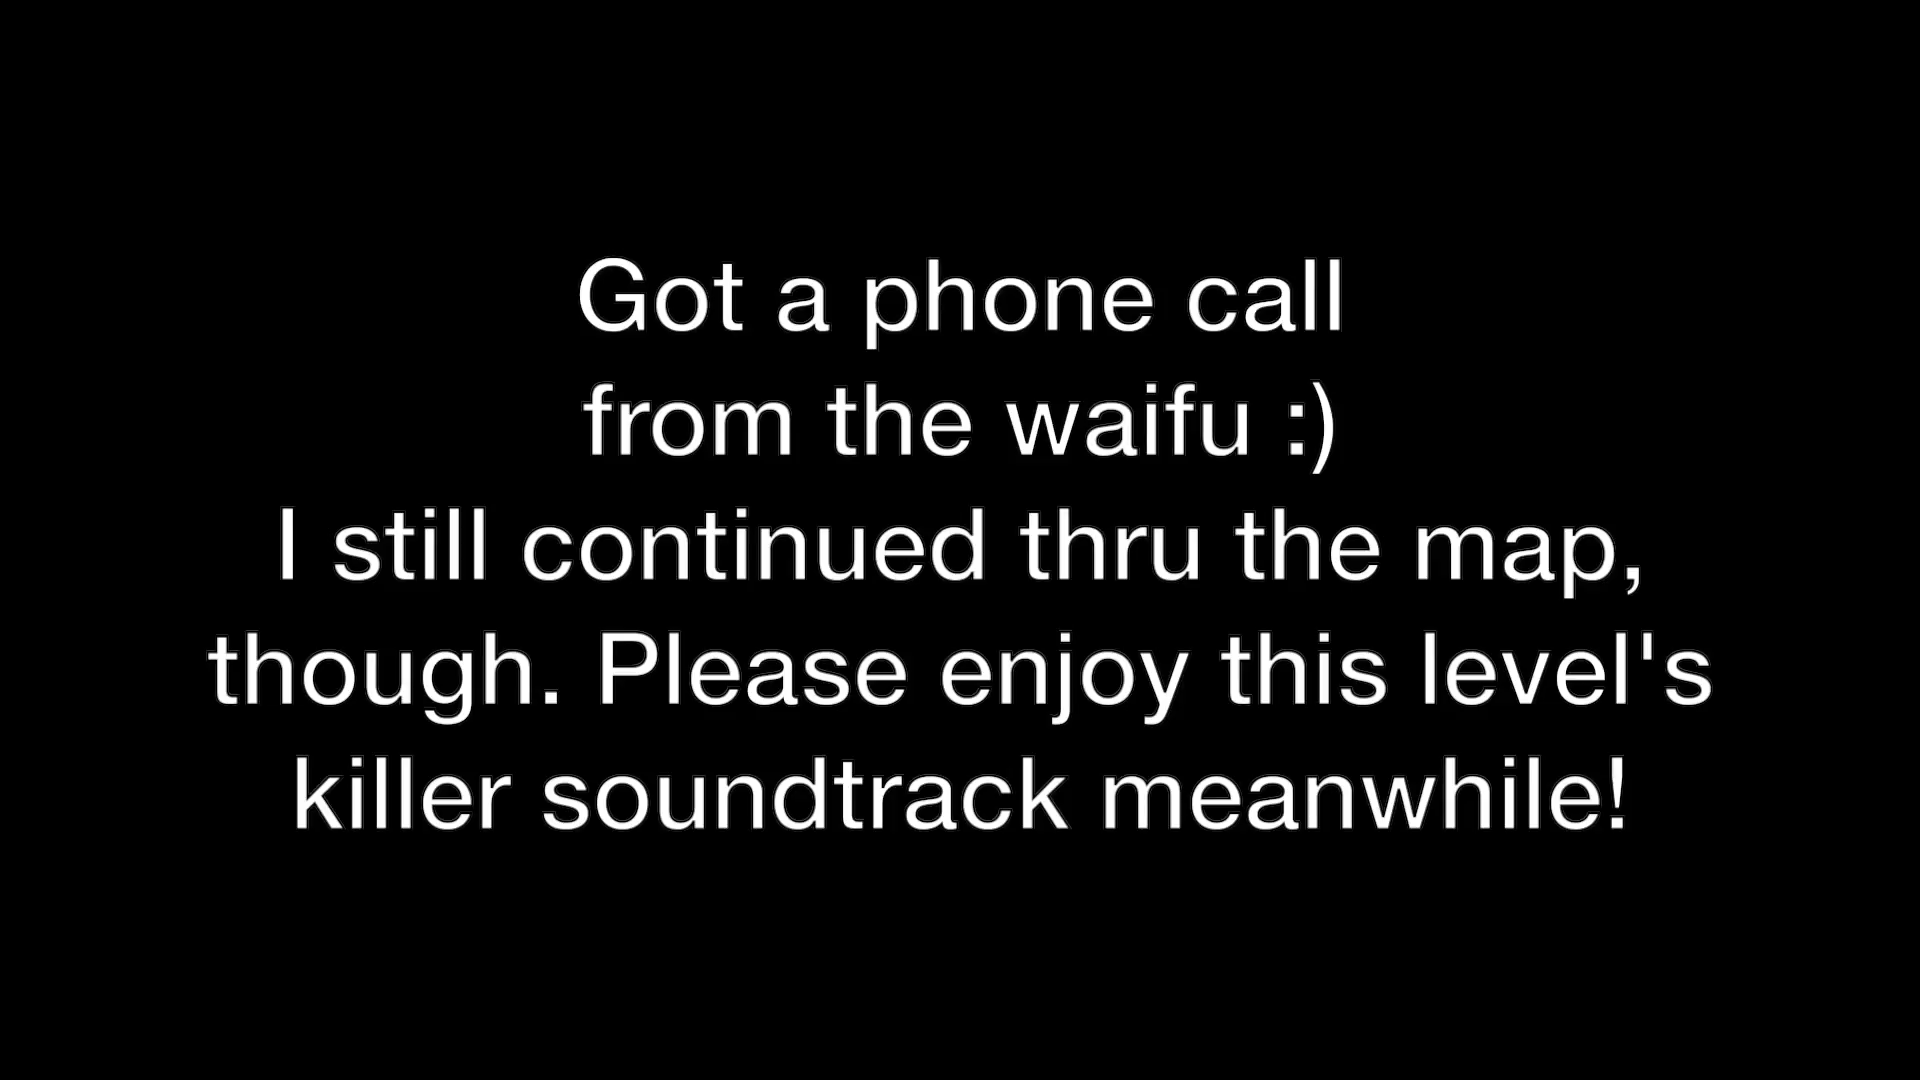 Got a phone call
from the waifu :)
I still continued thru the map,
though. Please enjoy this level's
killer soundtrack meanwhile!